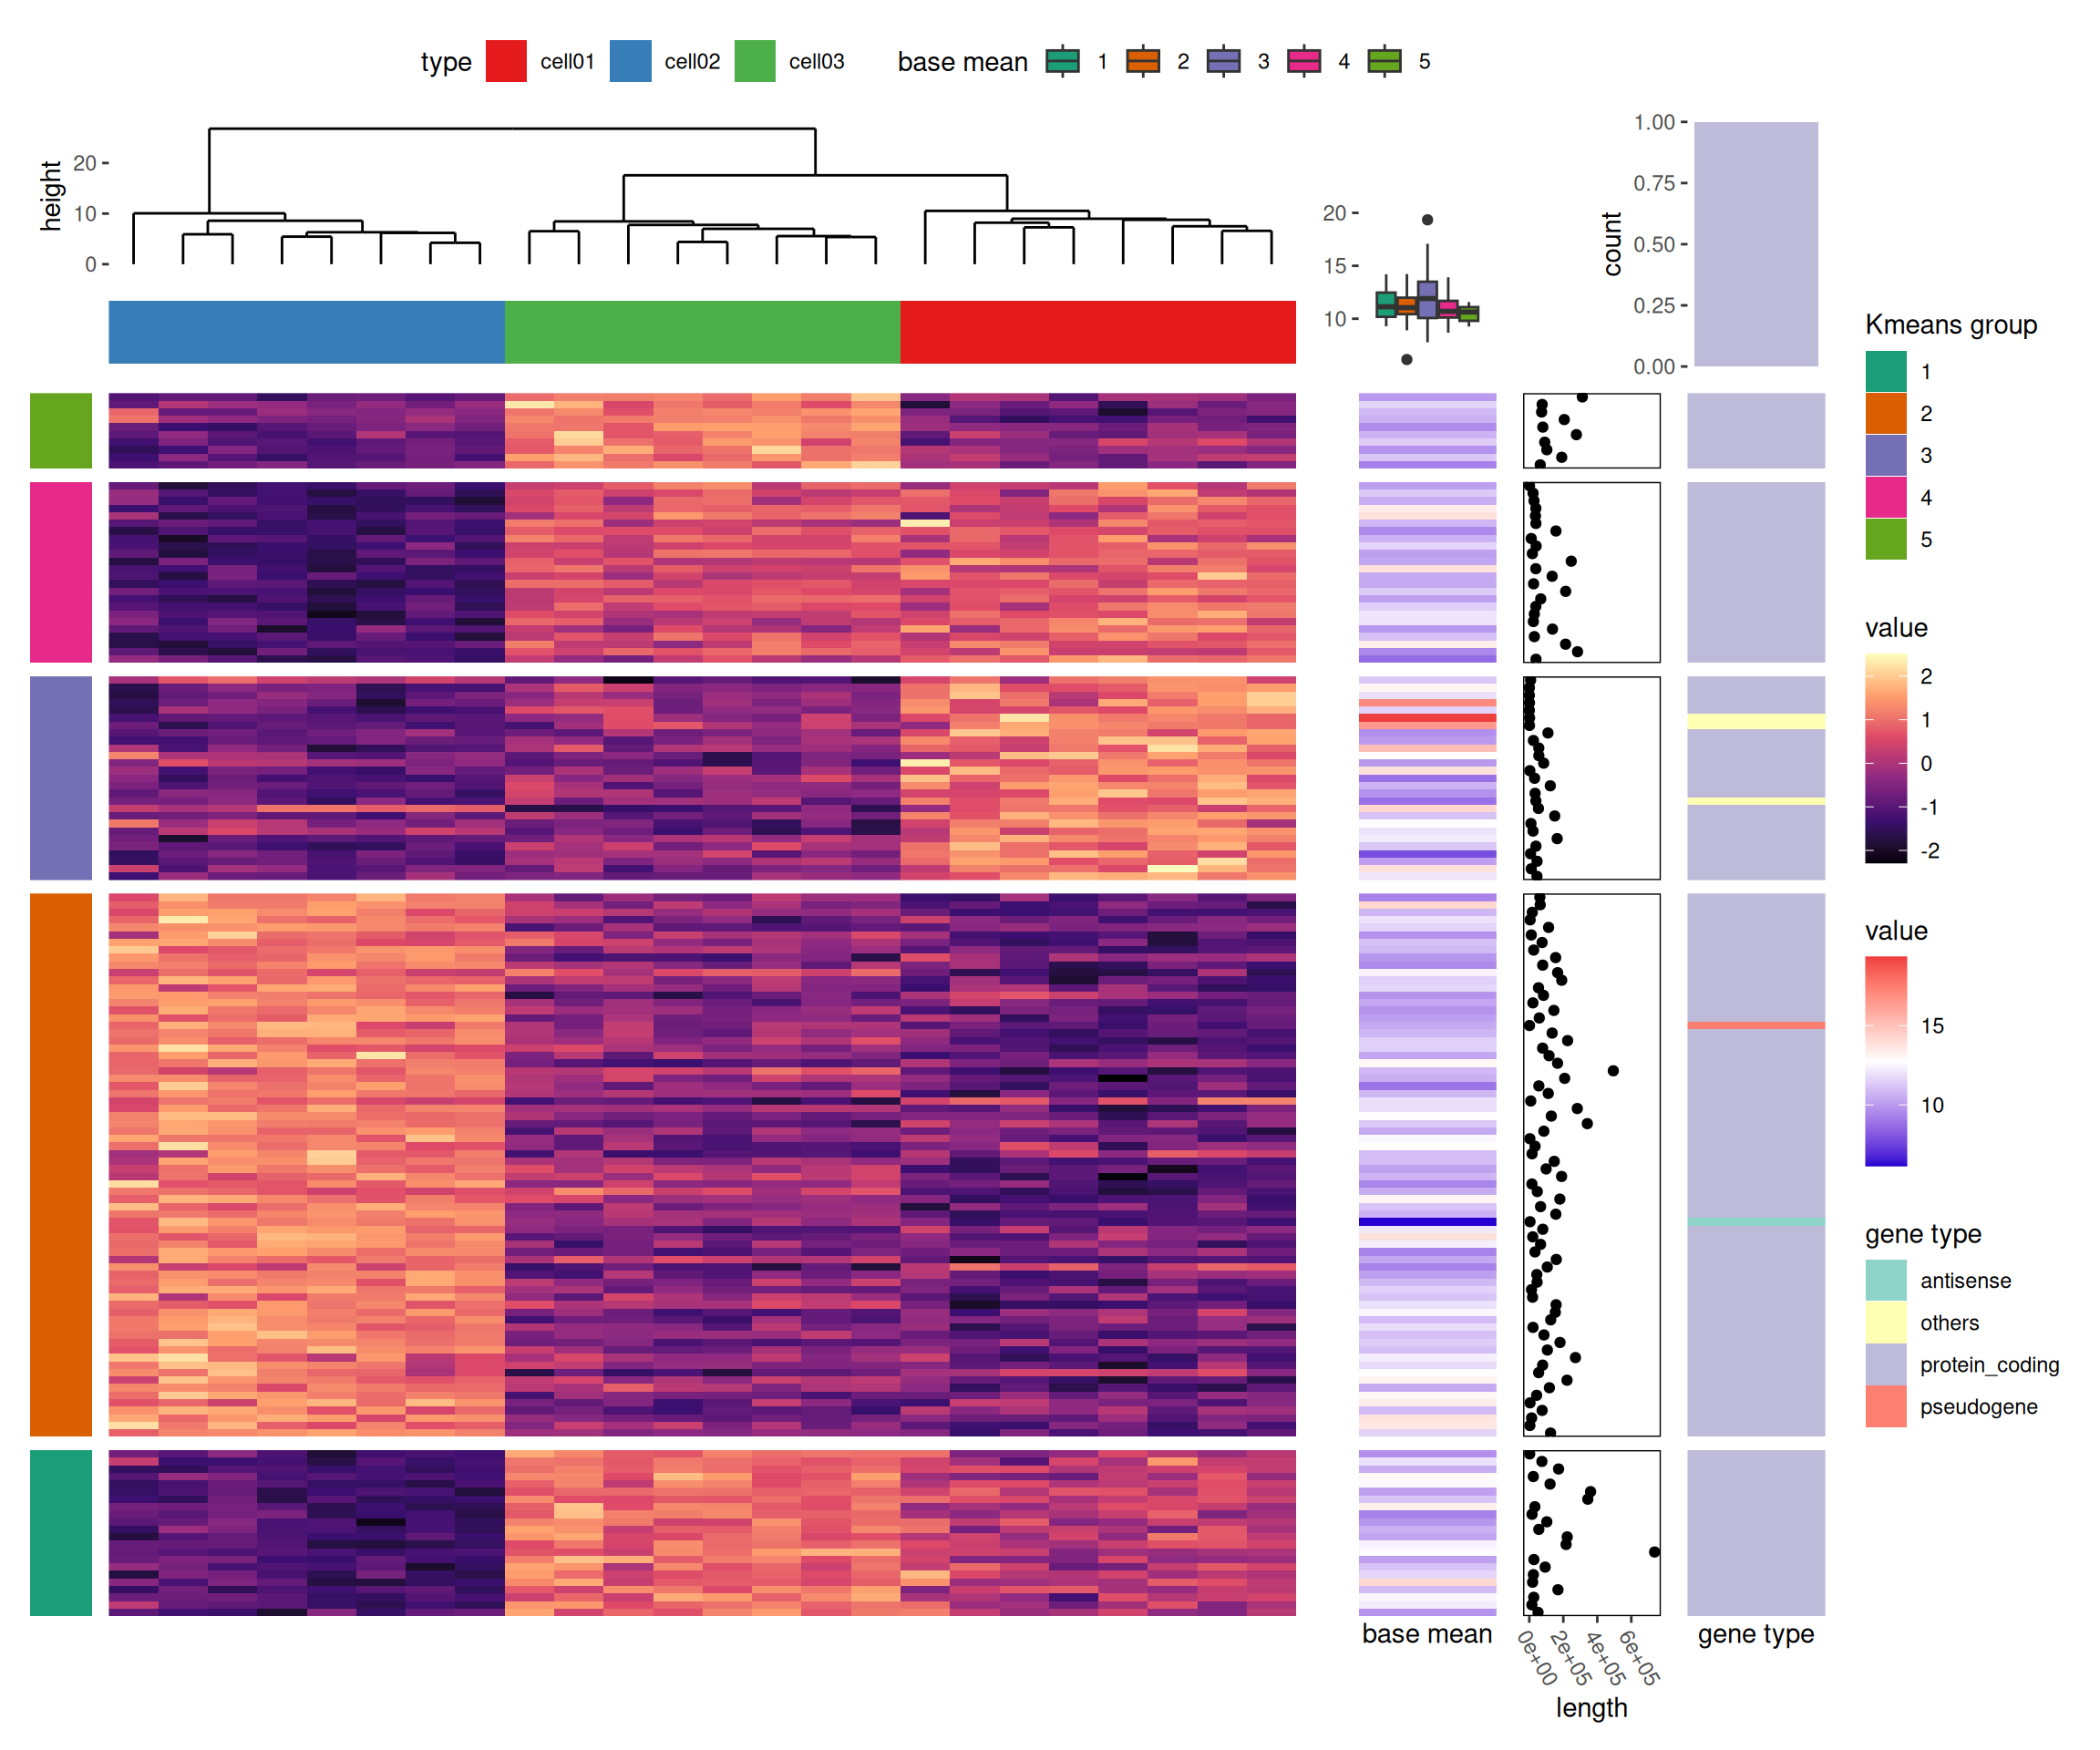 type cell01 cell02 cell03 base mean 1 2 3 4 5
height
20
10
0
20
15
10
count
1.00
0.75
0.50
0.25
0.00
Kmeans group
1
2
3
4
5
value
2
1
0
-1
-2
value
15
10
gene type
antisense
others
protein_coding
pseudogene
base mean
0e+00 2e+05 4e+05 6e+05
length
gene type